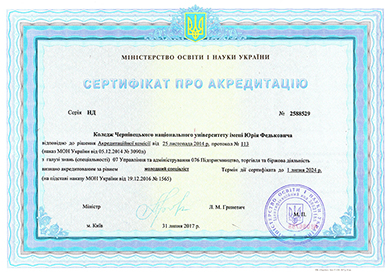 МІНІСТЕРСТВО ОСВІТИ І НАУКИ УКРАЇНИ
СЕРТИФІКАТ ПРО АКРЕДИТАЦІЮ
Серія НД № 2588529
Коледж Чернівецького національного університету імені Юрія Федьковича
відповідно до рішення Акредитаційної комісії від 25 листопада 2014 р, протокол № 113
(наказ МОН України від 05.12.2014 № 3090л)
з галузі знань (спеціальності) 07 Управління та адміністрування 076 Підприємництво, торгівля та біржова діяльність
визнано акредитованим за рівнем молодший спеціаліст Термін дії сертифіката до 1 липня 2024 р.
(на підставі наказу МОН України від 19.12.2016 № 1565)
Міністр Л. М. Гриневич
М. П.
м. Київ 31 липня 2017 р.